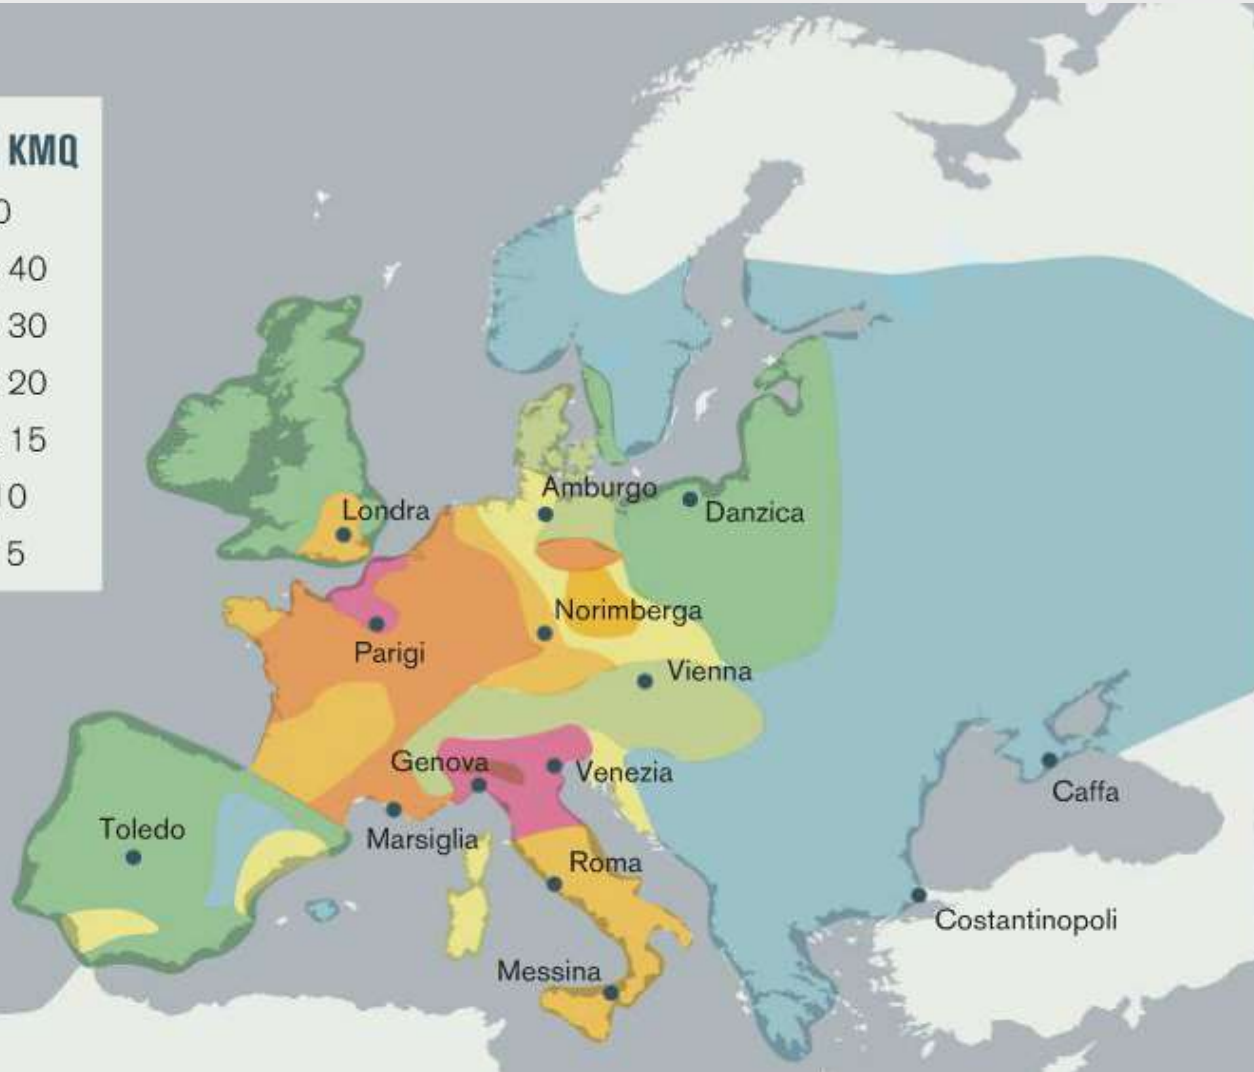 KMQ
0
40
30
20
15
0
5
Londra
Amburgo
Danzica
Norimberga
Parigi
Vienna
Genova
Venezia
Caffa
Toledo
Marsiglia
Roma
Costantinopoli
Messina